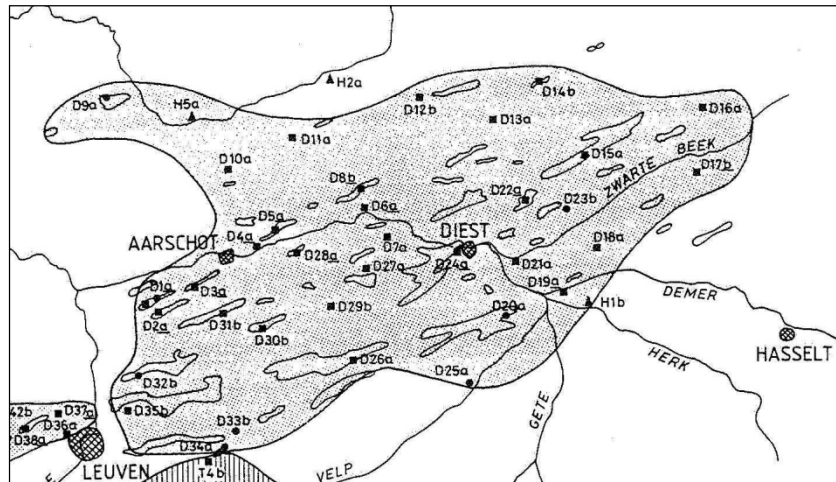 H2a
D9a
H5a
D14b
D12b
D16a
D13a
D11a
D15a
D10a
ZWARTE BEEK
D17b
D8b
D22a
D6a
D23b
D5a
D4a
D7a
DIEST
AARSCHOT
D28a
D24a
D18a
D27a
D21a
D1a
D3a
D19a
D2a
D29b
D20a
H1b
DEMER
D31b
D30b
HASSELT
HERK
D26a
D32b
D25a
D35b
42b
D37a
D36a
D38a
D33b
GETE
D34a
LEUVEN
T4b
VELP